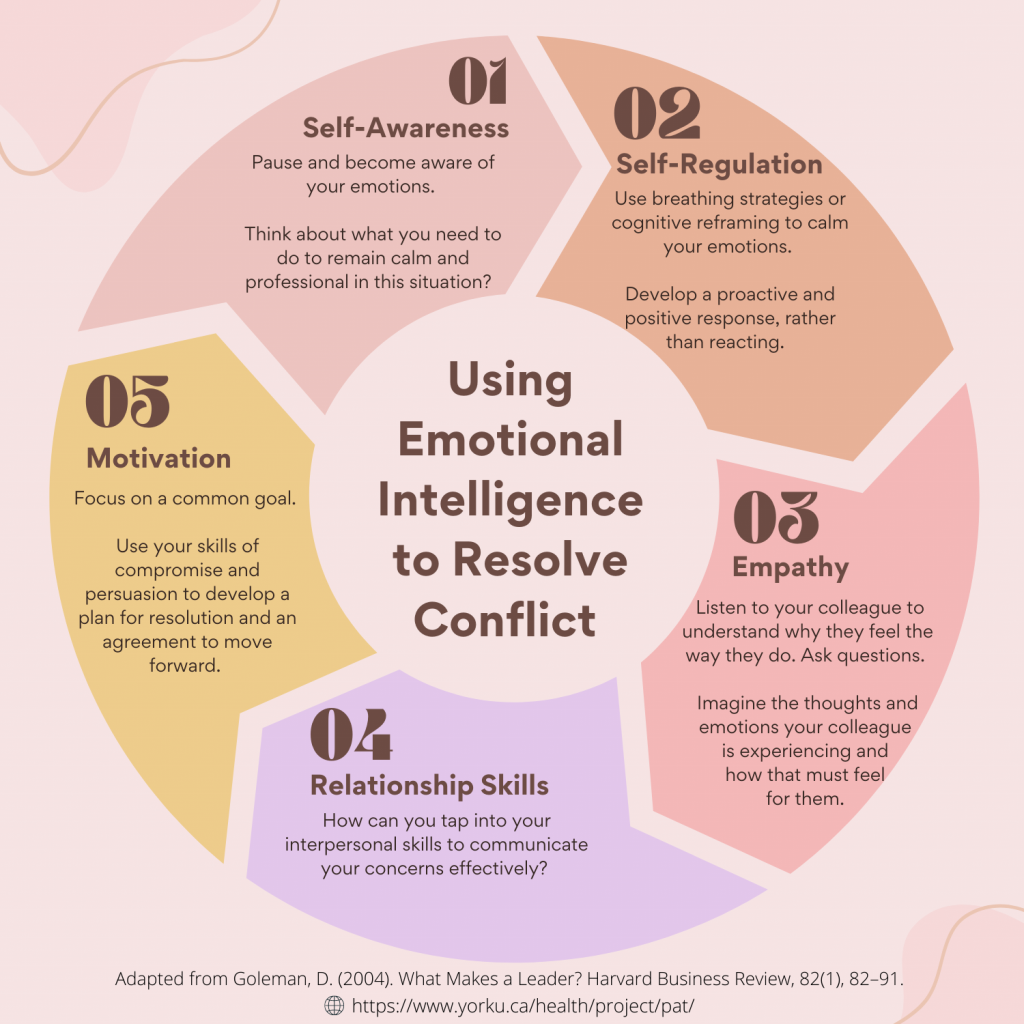 01
Self-Awareness
Pause and become aware of
your emotions.
Think about what you need to
do to remain calm and
professional in this situation?
02
Self-Regulation
Use breathing strategies or
cognitive reframing to calm
your emotions.
Develop a proactive and
positive response, rather
than reacting.
03
Empathy
Listen to your colleague to
understand why they feel the
way they do. Ask questions.
Imagine the thoughts and
emotions your colleague
is experiencing and
how that must feel
for them.
04
Relationship Skills
How can you tap into your
interpersonal skills to communicate
your concerns effectively?
05
Motivation
Focus on a common goal.
Use your skills of
compromise and
persuasion to develop a
plan for resolution and an
agreement to move
forward.
Using
Emotional
Intelligence
to Resolve
Conflict
Adapted from Goleman, D. (2004). What Makes a Leader? Harvard Business Review, 82(1), 82–91.
https://www.yorku.ca/health/project/pat/